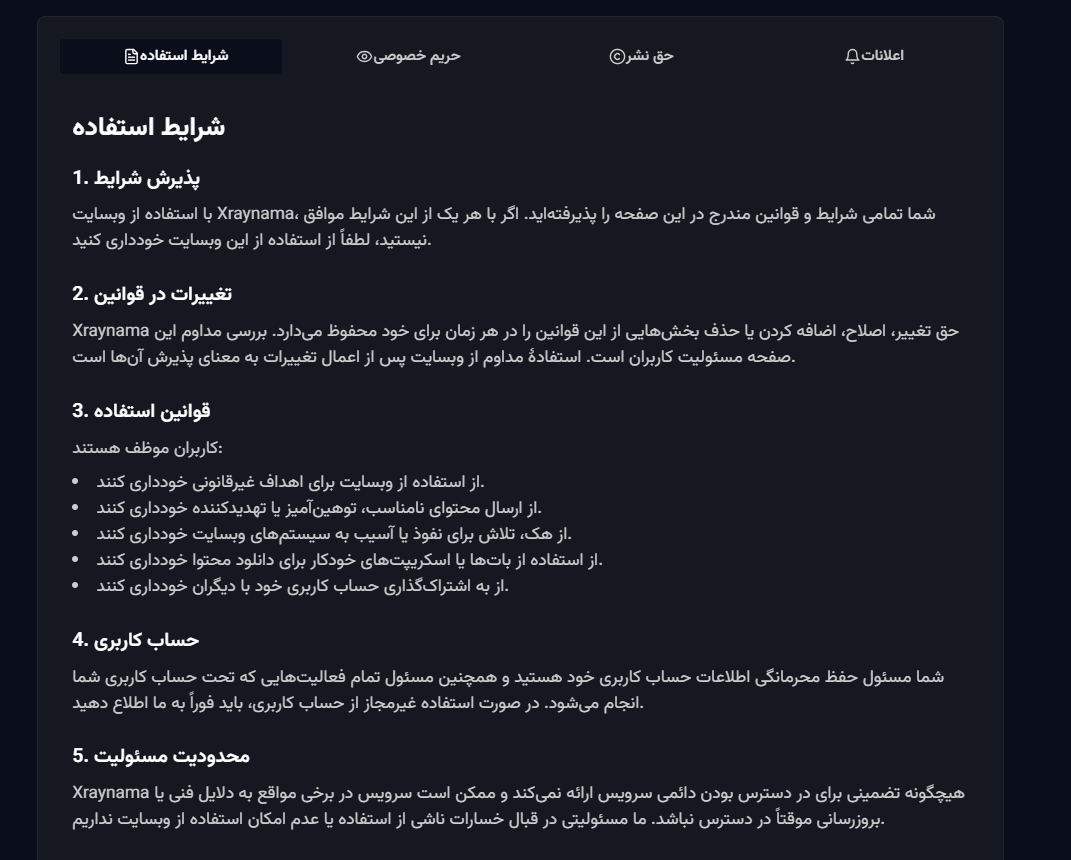 شرایط استفاده
حریم خصوصی
حق نشر
اعلانات
شرایط استفاده
1. پذیرش شرایط
با استفاده از وبسایت Xraynama، شما تمامی شرایط و قوانین مندرج در این صفحه را پذیرفته‌اید. اگر با هر یک از این شرایط موافق
نیستید، لطفاً از استفاده از این وبسایت خودداری کنید.
2. تغییرات در قوانین
Xraynama حق تغییر، اصلاح، اضافه کردن یا حذف بخش‌هایی از این قوانین را در هر زمان برای خود محفوظ می‌دارد. بررسی مداوم این
صفحه مسئولیت کاربران است. استفادهٔ مداوم از وبسایت پس از اعمال تغییرات به معنای پذیرش آن‌ها است.
3. قوانین استفاده
کاربران موظف هستند:
• از استفاده از وبسایت برای اهداف غیرقانونی خودداری کنند.
• از ارسال محتوای نامناسب، توهین‌آمیز یا تهدیدکننده خودداری کنند.
• از هک، تلاش برای نفوذ یا آسیب به سیستم‌های وبسایت خودداری کنند.
• از استفاده از بات‌ها یا اسکریپت‌های خودکار برای دانلود محتوا خودداری کنند.
• از به اشتراک‌گذاری حساب کاربری خود با دیگران خودداری کنند.
4. حساب کاربری
شما مسئول حفظ محرمانگی اطلاعات حساب کاربری خود هستید و همچنین مسئول تمام فعالیت‌هایی که تحت حساب کاربری شما
انجام می‌شود. در صورت استفاده غیرمجاز از حساب کاربری، باید فوراً به ما اطلاع دهید.
5. محدودیت مسئولیت
Xraynama هیچگونه تضمینی برای در دسترس بودن دائمی سرویس ارائه نمی‌کند و ممکن است سرویس در برخی مواقع به دلایل فنی یا
بروزرسانی موقتاً در دسترس نباشد. ما مسئولیتی در قبال خسارات ناشی از استفاده یا عدم امکان استفاده از وبسایت نداریم.